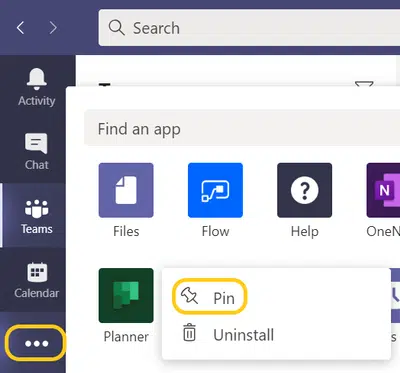 Search
Activity
Find an app
Chat
Teams
Files
Flow
Help
OneN
Calendar
Planner
Pin
Uninstall